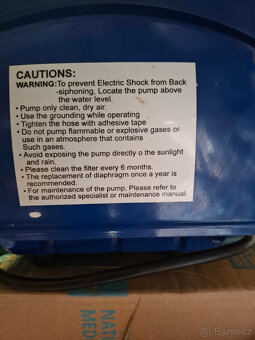 CAUTIONS:
WARNING:To prevent Electric Shock from Back
-siphoning, Locate the pump above
the water level.
• Pump only clean, dry air.
• Use the grounding while operating
• Tighten the hose with adhesive tape
• Do not pump flammable or explosive gases or
use in an atmosphere that contains
Such gases.
• Avoid exposing the pump directly o the sunlight
and rain.
• Please clean the filter every 6 months.
• The replacement of diaphragm once a year is
recommended.
• For maintenance of the pump, Please refer to
the authorized specialist or maintenance manual.
NAT
MED
Bazos.cz